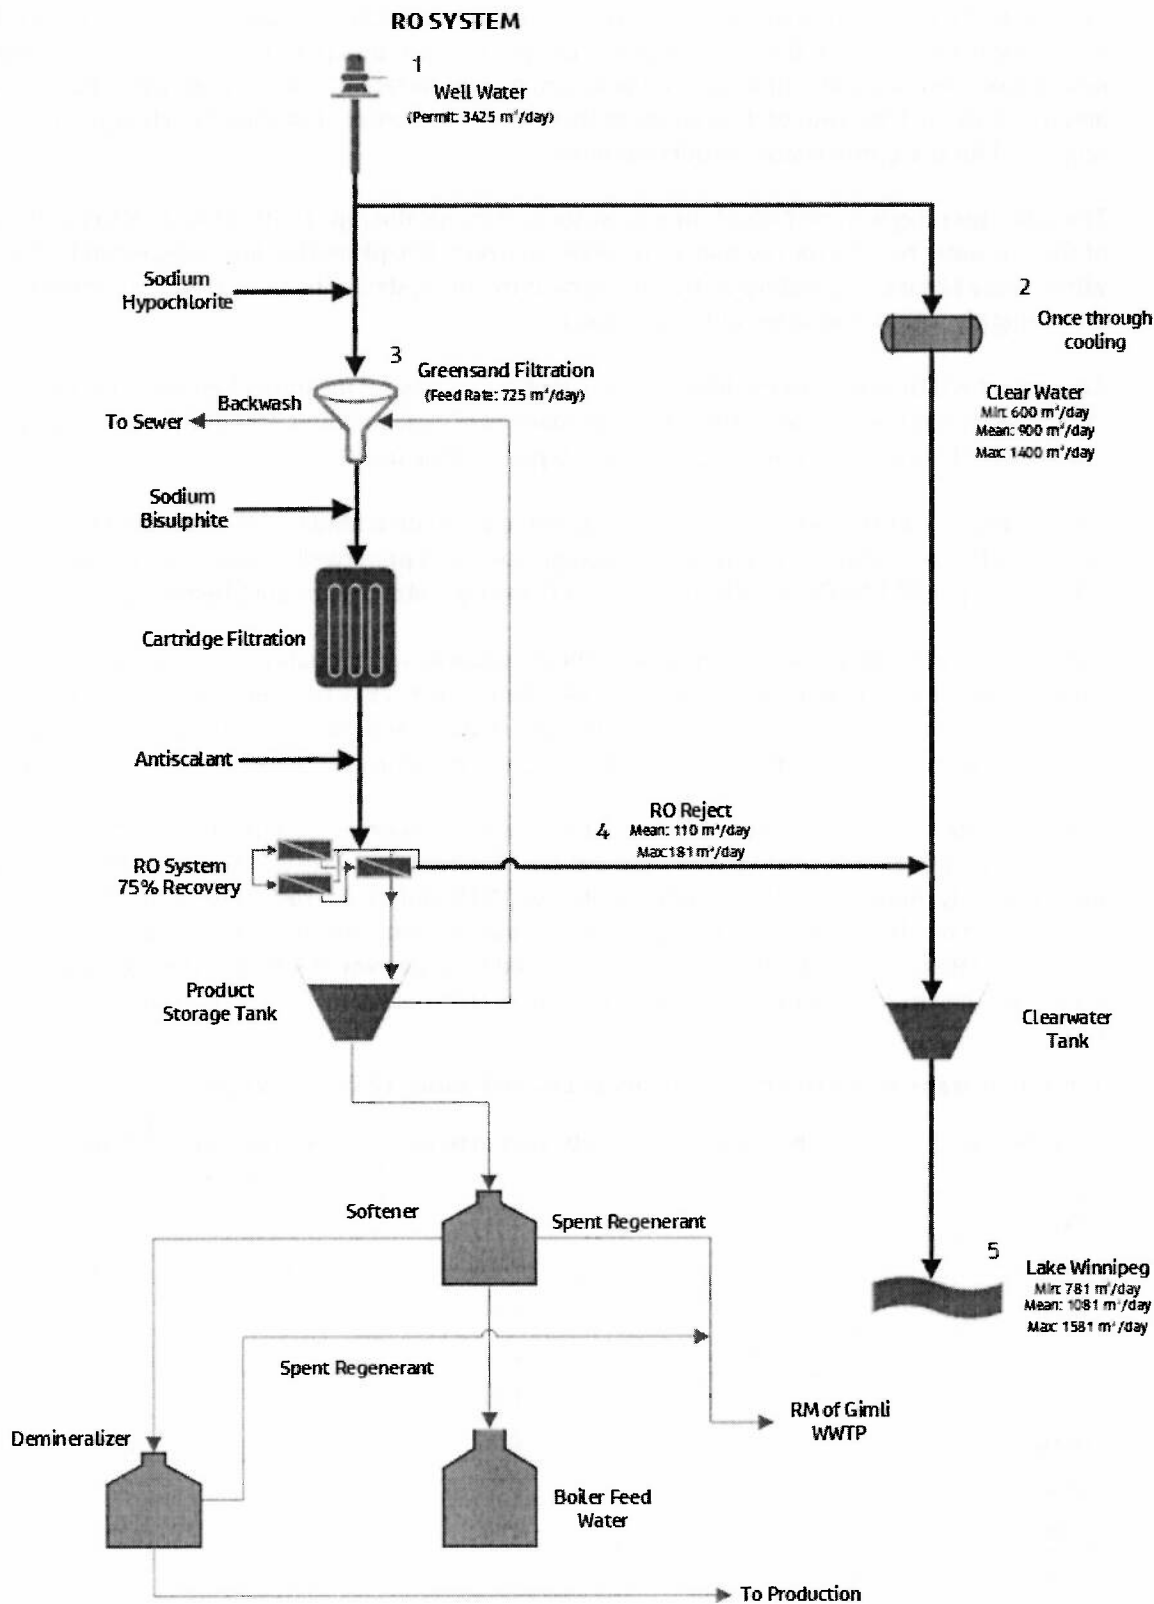 RO SYSTEM
1
Well Water
(Permit: 3425 m³/day)
Sodium
Hypochlorite
2
Once through
cooling
3
Greensand Filtration
(Feed Rate: 725 m³/day)
Backwash
To Sewer
Clear Water
Min: 600 m³/day
Mean: 900 m³/day
Max: 1400 m³/day
Sodium
Bisulphite
Cartridge Filtration
Antiscalant
RO Reject
4
Mean: 110 m³/day
Max: 181 m³/day
RO System
75% Recovery
Product
Storage Tank
Clearwater
Tank
Softener
Spent Regenerant
5
Lake Winnipeg
Min: 781 m³/day
Mean: 1081 m³/day
Max: 1581 m³/day
Spent Regenerant
RM of Gimli
WWTP
Demineralizer
Boiler Feed
Water
To Production